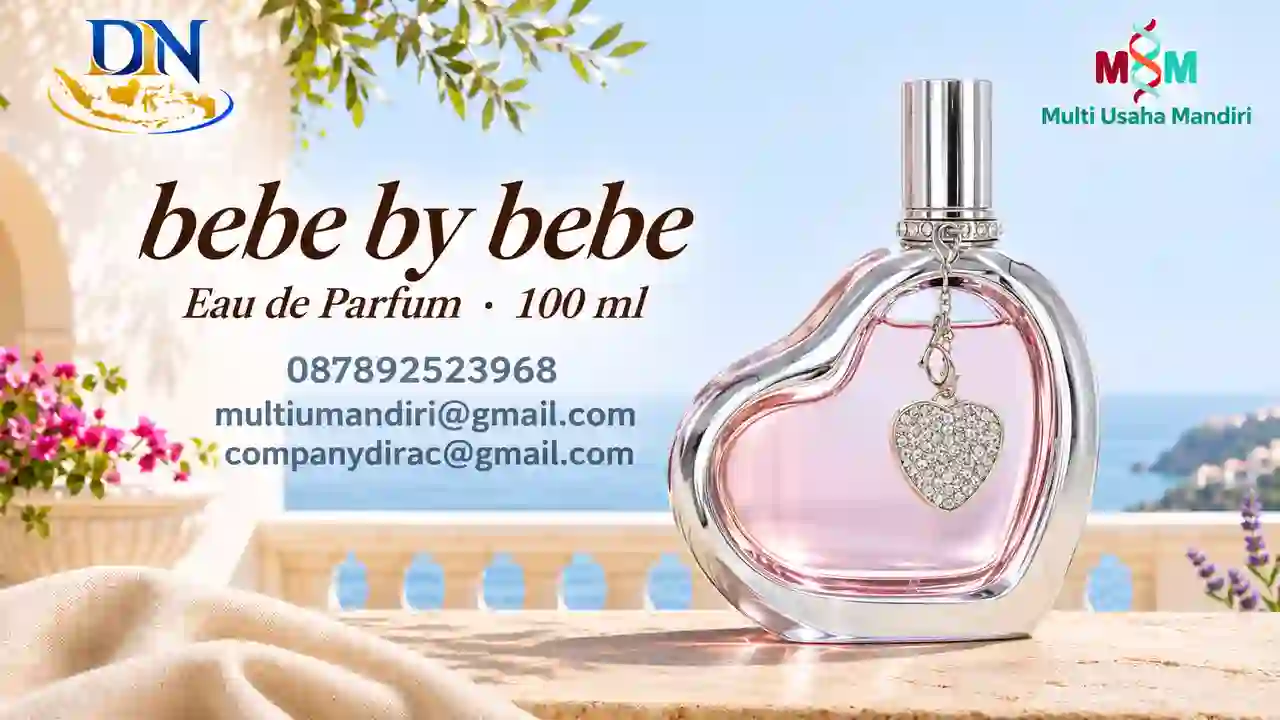 DN
M M
Multi Usaha Mandiri
bebe by bebe
Eau de Parfum · 100 ml
087892523968
multiumandiri@gmail.com
companydirac@gmail.com